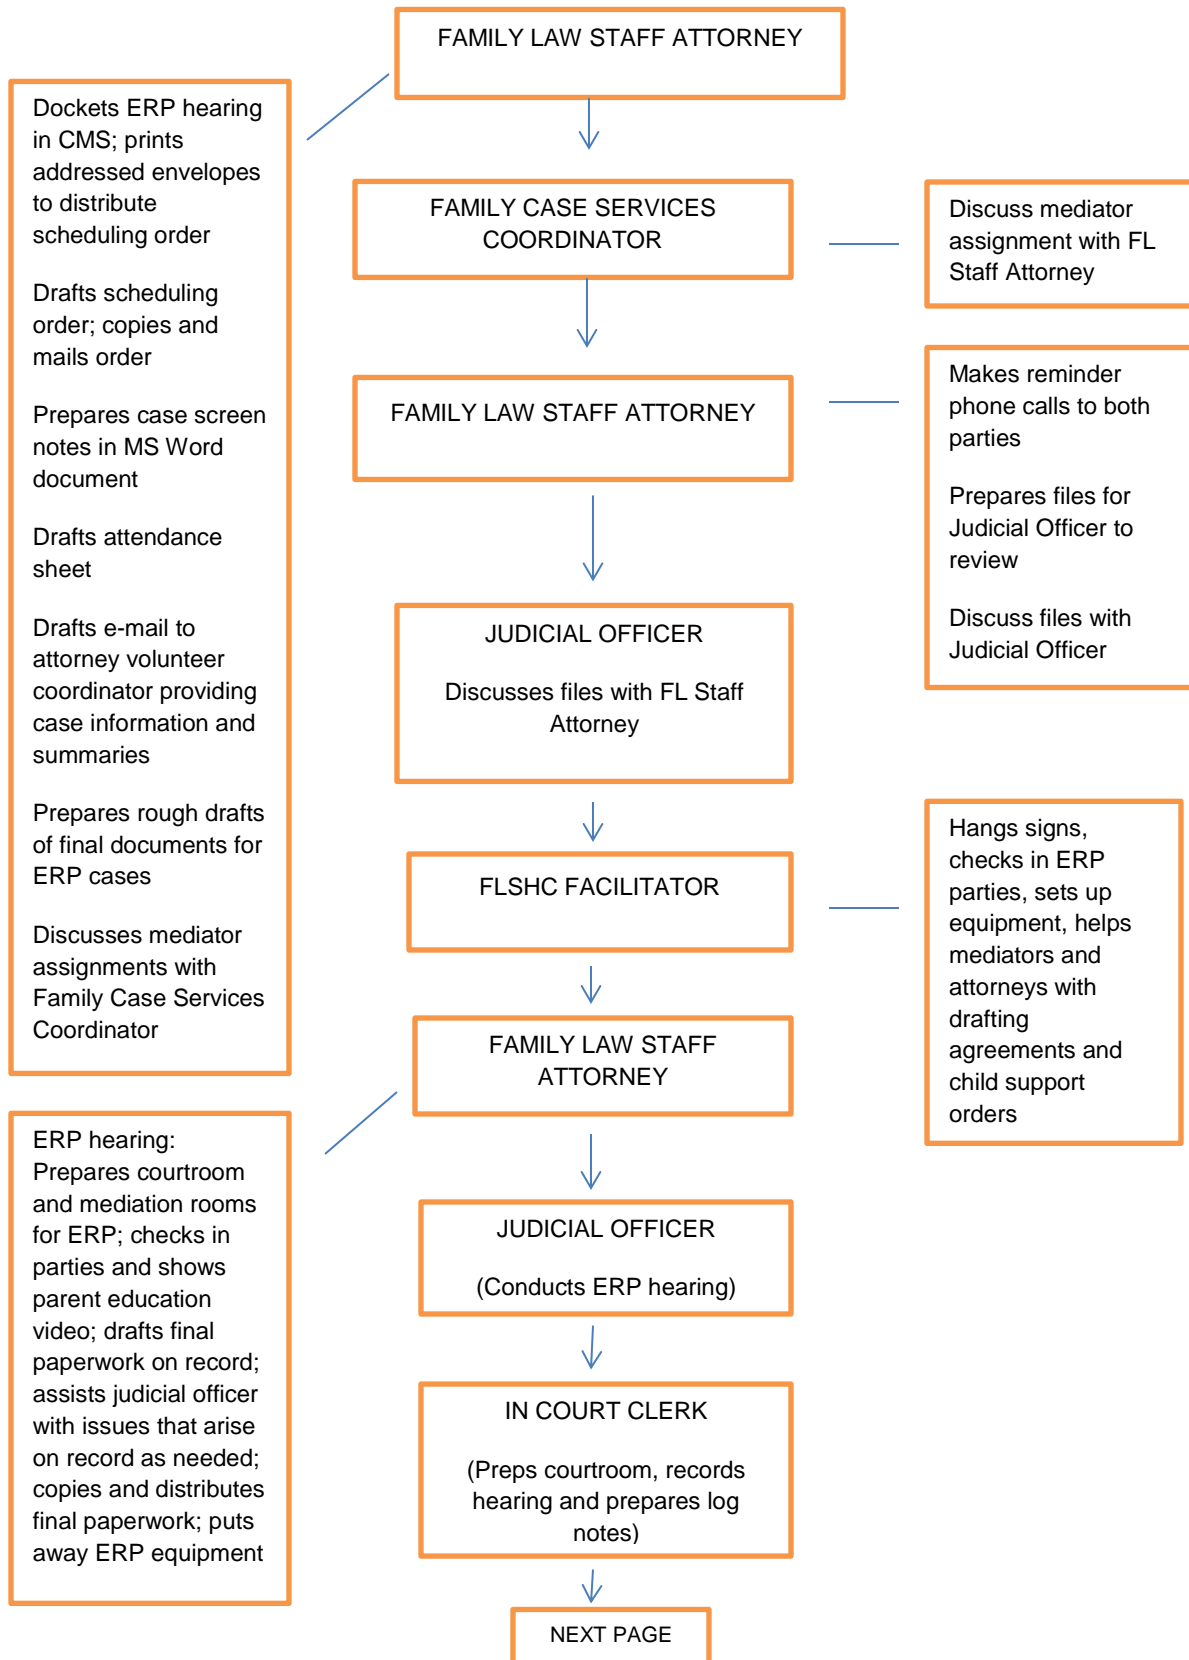 FAMILY LAW STAFF ATTORNEY
Dockets ERP hearing
in CMS; prints
addressed envelopes
to distribute
scheduling order
Drafts scheduling
order; copies and
mails order
Prepares case screen
notes in MS Word
document
Drafts attendance
sheet
Drafts e-mail to
attorney volunteer
coordinator providing
case information and
summaries
Prepares rough drafts
of final documents for
ERP cases
Discusses mediator
assignments with
Family Case Services
Coordinator
FAMILY CASE SERVICES
COORDINATOR
Discuss mediator
assignment with FL
Staff Attorney
FAMILY LAW STAFF ATTORNEY
Makes reminder
phone calls to both
parties
Prepares files for
Judicial Officer to
review
Discuss files with
Judicial Officer
JUDICIAL OFFICER
Discusses files with FL Staff
Attorney
FLSHC FACILITATOR
Hangs signs,
checks in ERP
parties, sets up
equipment, helps
mediators and
attorneys with
drafting
agreements and
child support
orders
FAMILY LAW STAFF
ATTORNEY
ERP hearing:
Prepares courtroom
and mediation rooms
for ERP; checks in
parties and shows
parent education
video; drafts final
paperwork on record;
assists judicial officer
with issues that arise
on record as needed;
copies and distributes
final paperwork; puts
away ERP equipment
JUDICIAL OFFICER
(Conducts ERP hearing)
IN COURT CLERK
(Preps courtroom, records
hearing and prepares log
notes)
NEXT PAGE